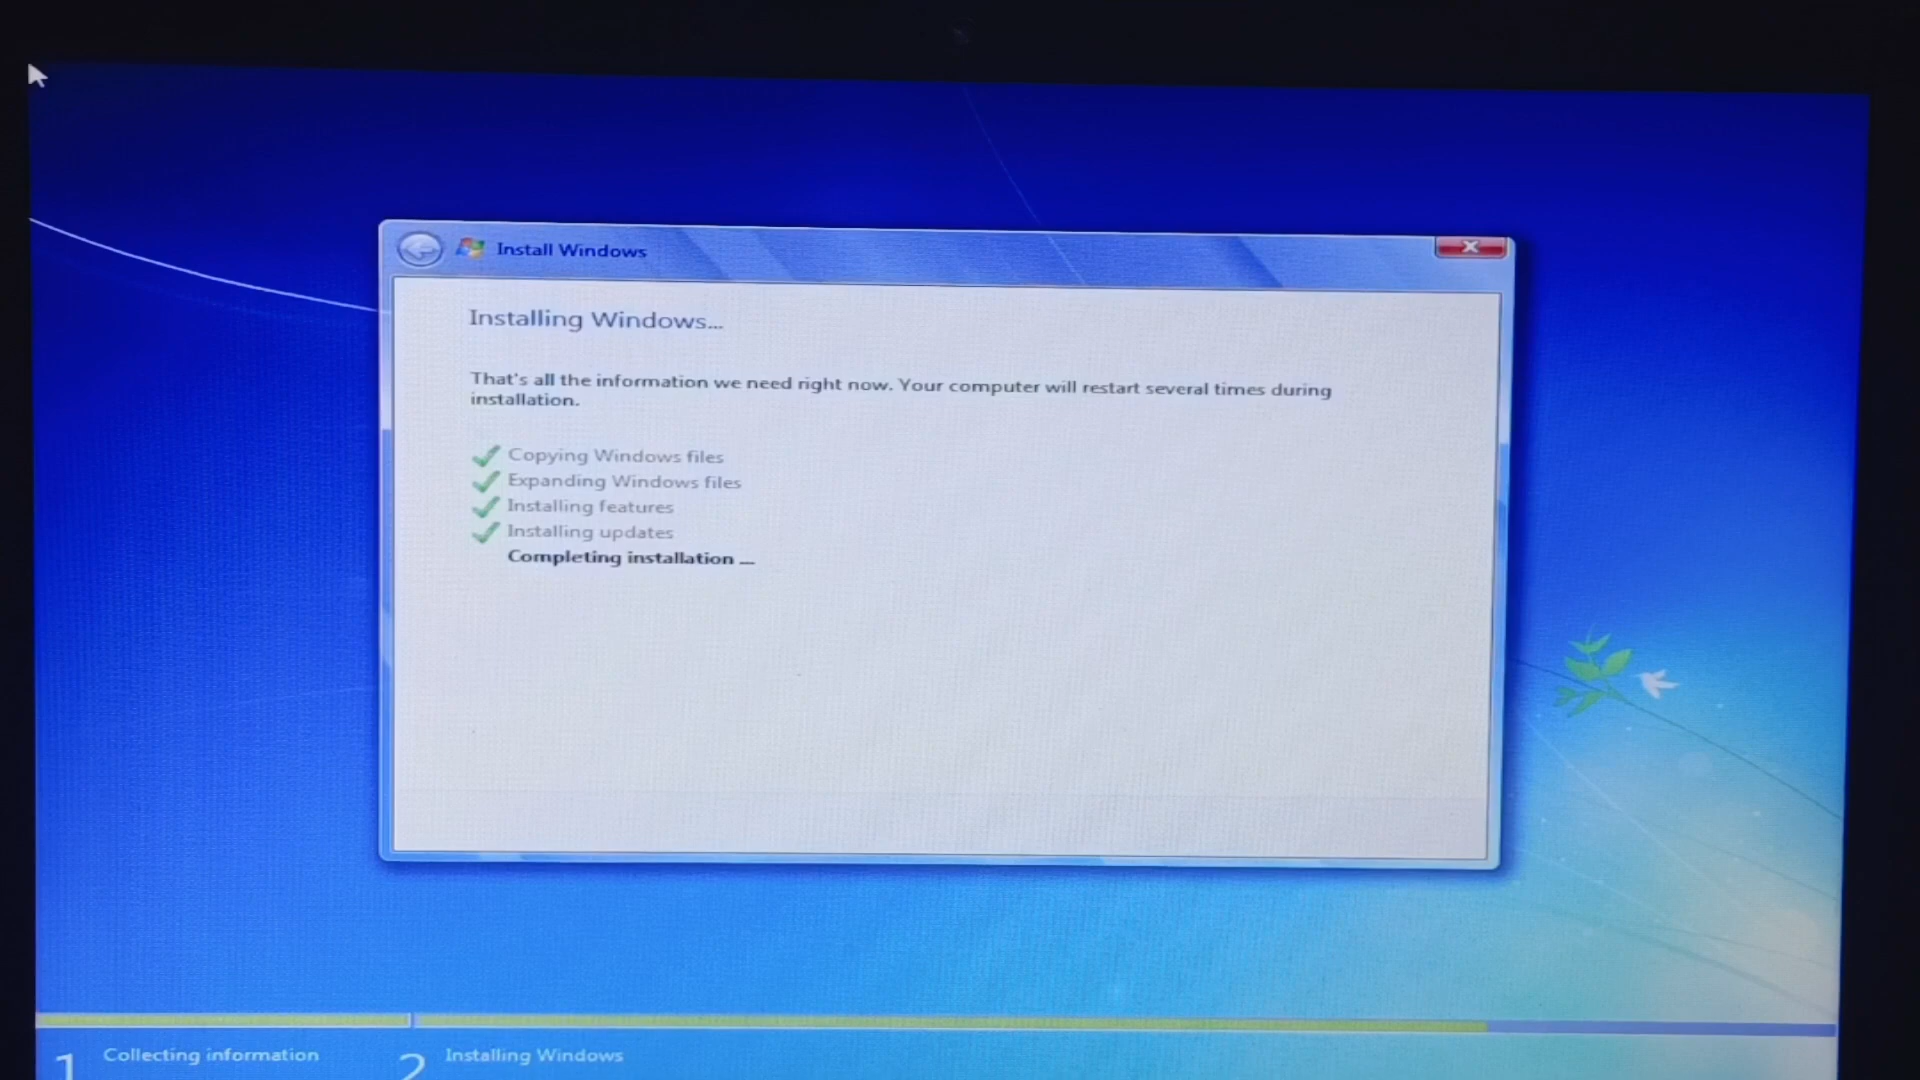 Install Windows
Installing Windows...
That's all the information we need right now. Your computer will restart several times during
installation.
Copying Windows files
Expanding Windows files
Installing features
Installing updates
Completing installation ...
1 Collecting information
2 Installing Windows